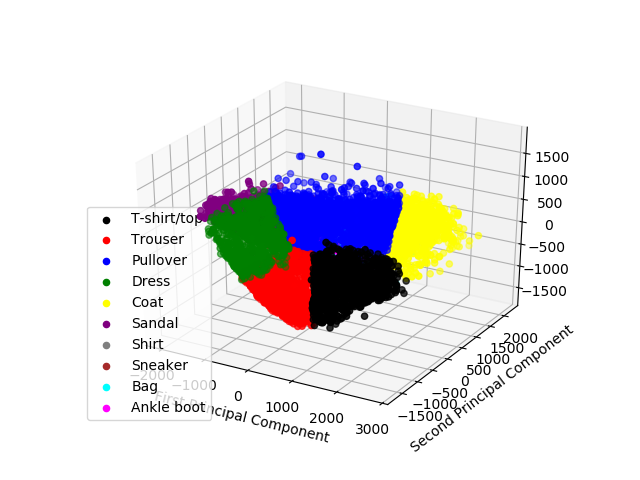 T-shirt/top
Trouser
Pullover
Dress
Coat
Sandal
Shirt
Sneaker
Bag
Ankle boot
−2000
−1000
0
1000
2000
3000
First Principal Component
−1500
−1000
−500
0
500
1000
1500
2000
Second Principal Component
1500
1000
500
0
−500
−1000
−1500